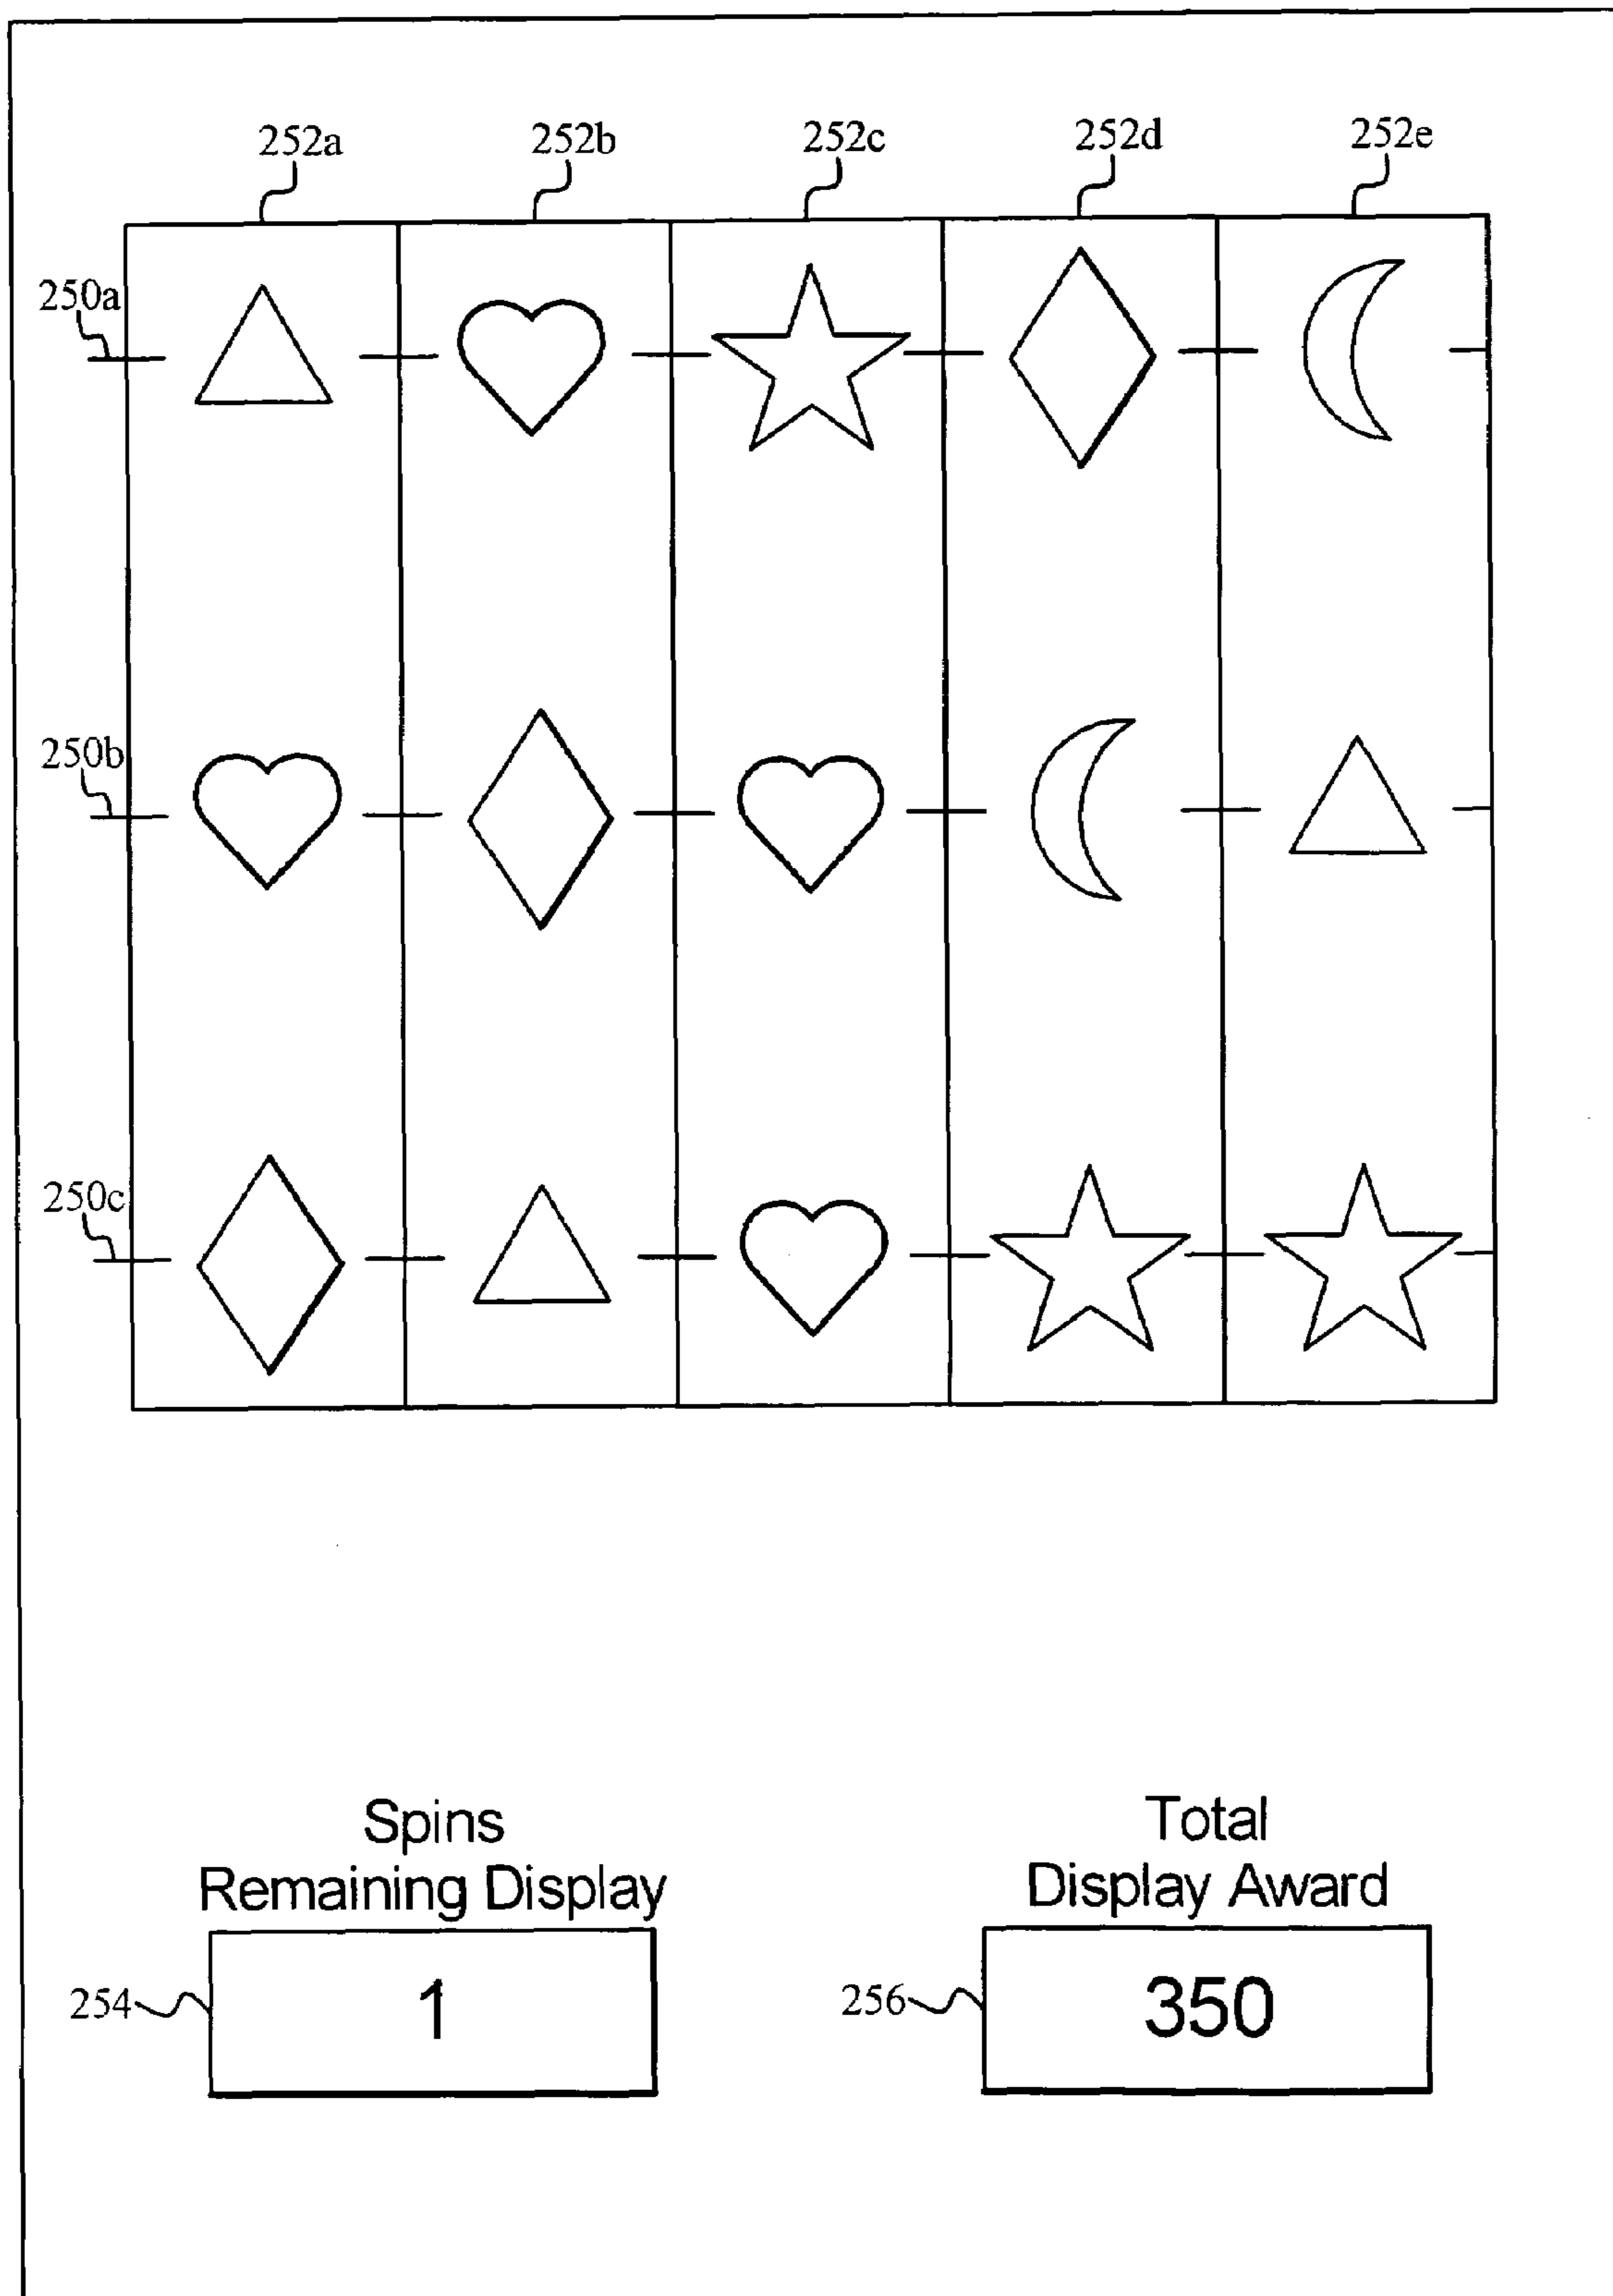 252a 252b 252c 252d 252e
250a
250b
250c
Spins
Remaining Display
254 1
Total
Display Award
256 350